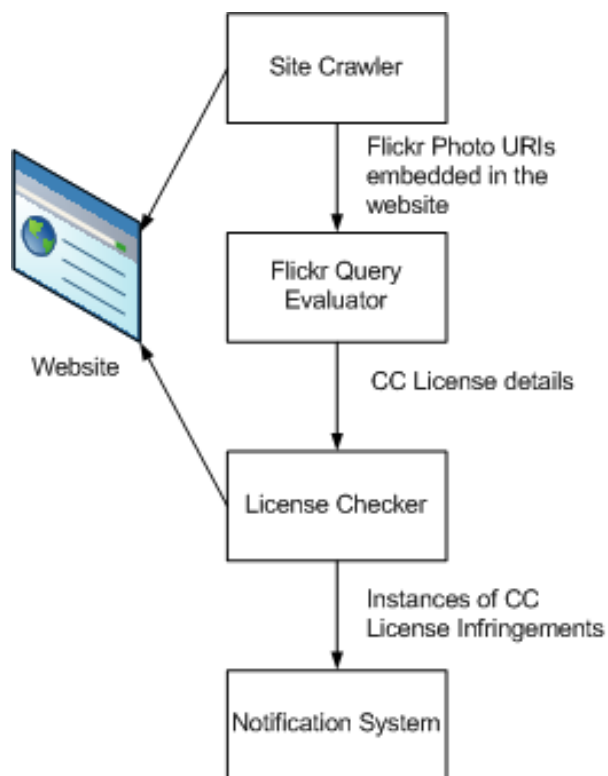 Site Crawler
Flickr Photo URIs
embedded in the
website
Flickr Query
Evaluator
Website
CC License details
License Checker
Instances of CC
License Infringements
Notification System